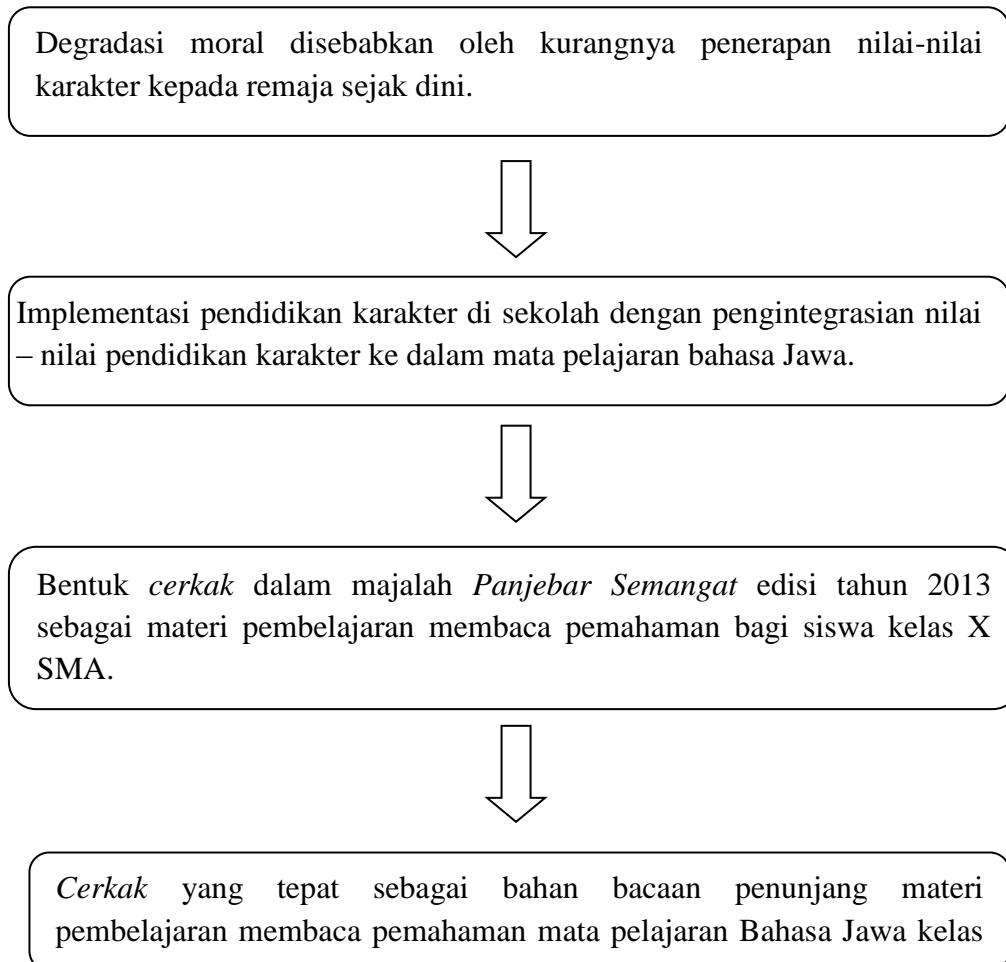 Degradasi moral disebabkan oleh kurangnya penerapan nilai-nilai
karakter kepada remaja sejak dini.
Implementasi pendidikan karakter di sekolah dengan pengintegrasian nilai
– nilai pendidikan karakter ke dalam mata pelajaran bahasa Jawa.
Bentuk cerkak dalam majalah Panjebar Semangat edisi tahun 2013
sebagai materi pembelajaran membaca pemahaman bagi siswa kelas X
SMA.
Cerkak yang tepat sebagai bahan bacaan penunjang materi
pembelajaran membaca pemahaman mata pelajaran Bahasa Jawa kelas